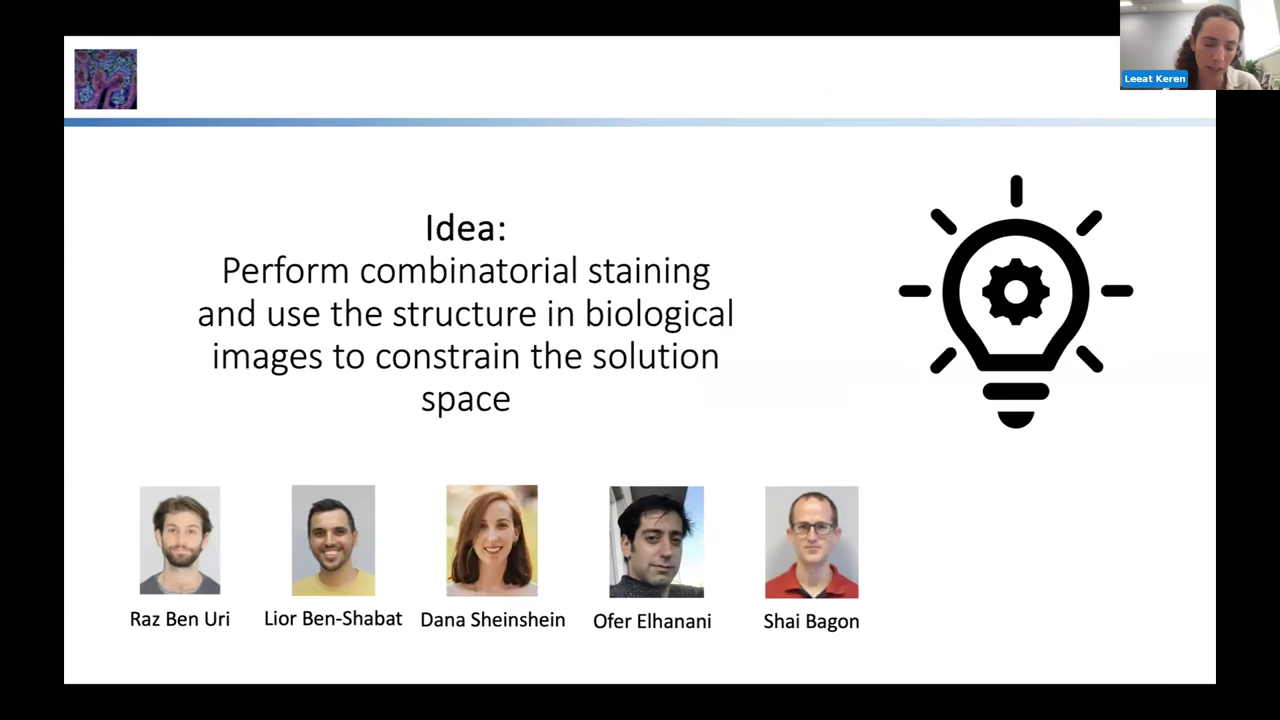 Leeat Keren
Idea:
Perform combinatorial staining
and use the structure in biological
images to constrain the solution
space
Raz Ben Uri
Lior Ben-Shabat
Dana Sheinshein
Ofer Elhanani
Shai Bagon